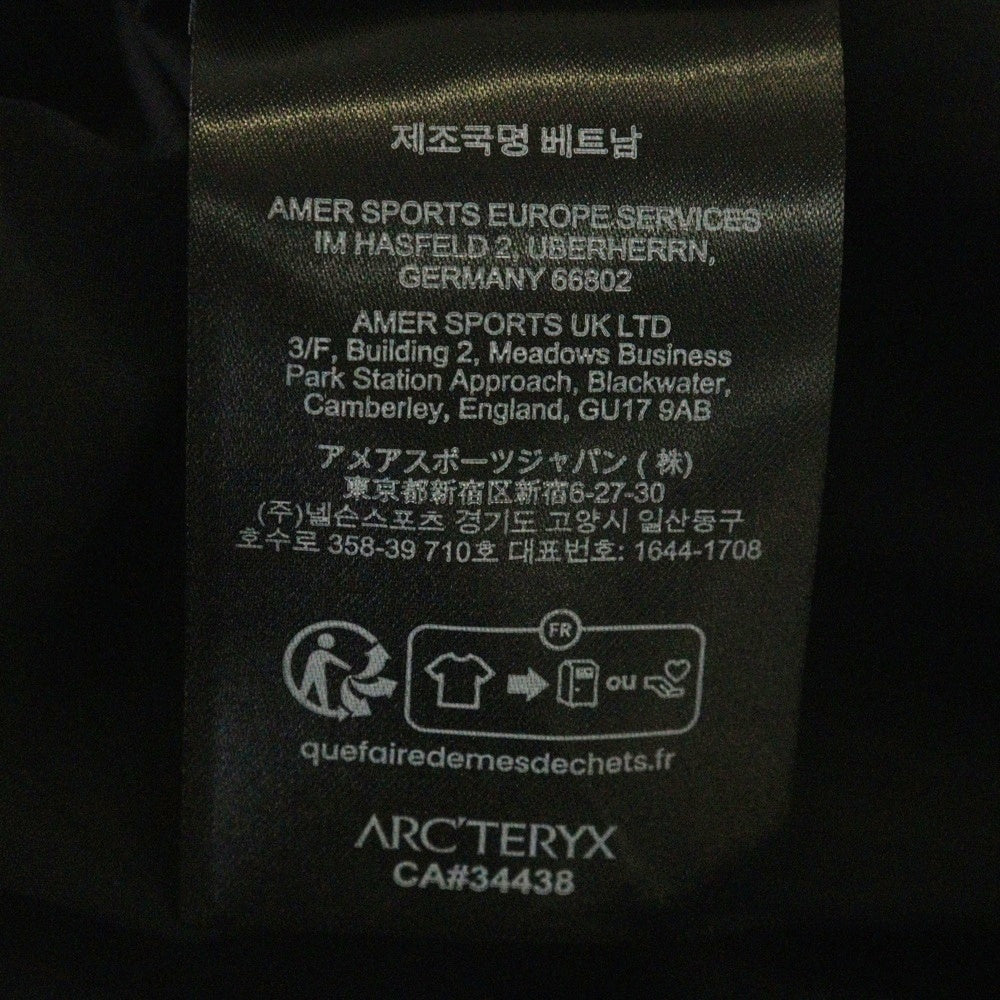 제조국명 베트남
AMER SPORTS EUROPE SERVICES
IM HASFELD 2, UBERHERRN,
GERMANY 66802
AMER SPORTS UK LTD
3/F, Building 2, Meadows Business
Park Station Approach, Blackwater,
Camberley, England, GU17 9AB
アメアスポーツジャパン (株)
東京都新宿区新宿6-27-30
(주)넬슨스포츠 경기도 고양시 일산동구
호수로 358-39 710호 대표번호: 1644-1708
FR
ou
quefairedemesdechets.fr
ARC'TERYX
CA#34438